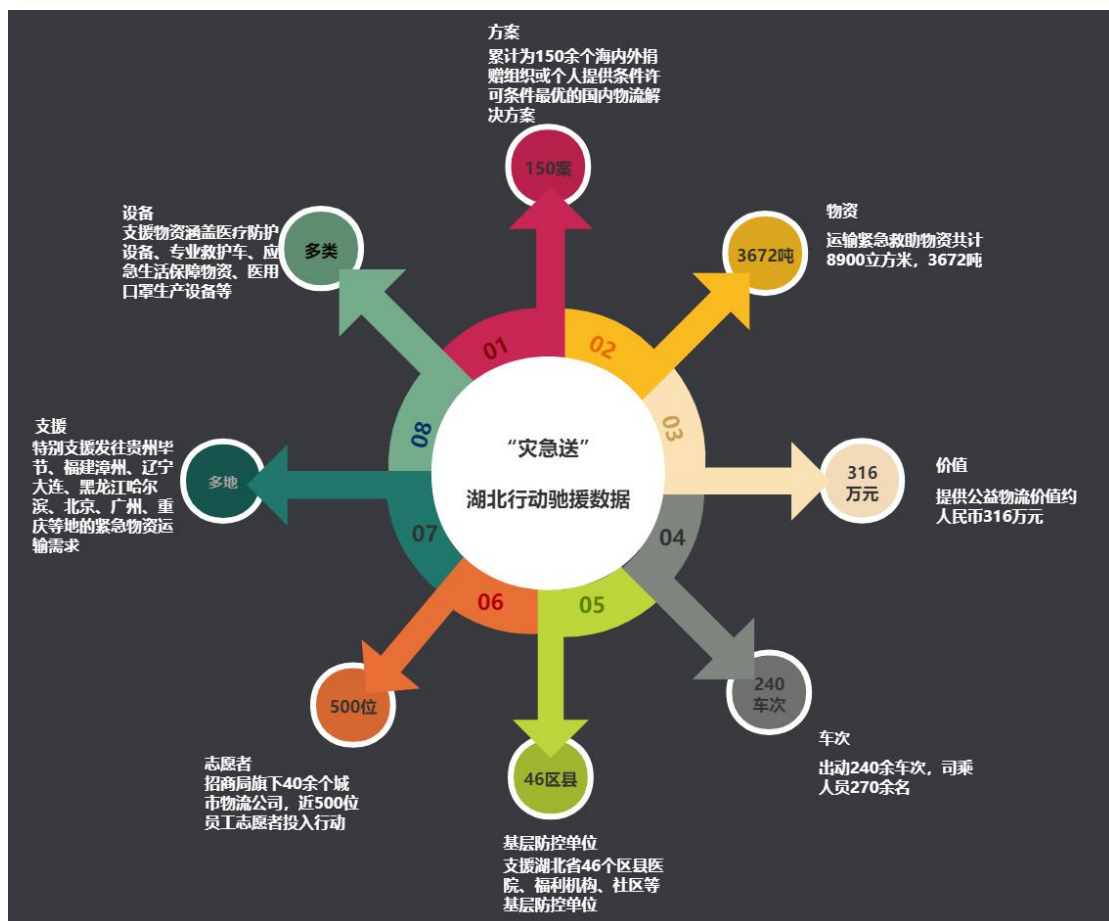 “灾急送”
湖北行动驰援数据
01
150案
方案
累计为150余个海内外捐
赠组织或个人提供条件许
可条件最优的国内物流解
决方案
02
3672吨
物资
运输紧急救助物资共计
8900立方米，3672吨
03
316
万元
价值
提供公益物流价值约
人民币316万元
04
240
车次
车次
出动240余车次，司乘
人员270余名
05
46区县
基层防控单位
支援湖北省46个区县医
院、福利机构、社区等
基层防控单位
06
500位
志愿者
招商局旗下40余个城
市物流公司，近500位
员工志愿者投入行动
07
多地
支援
特别支援发往贵州毕
节、福建漳州、辽宁
大连、黑龙江哈尔
滨、北京、广州、重
庆等地的紧急物资运
输需求
08
多类
设备
支援物资涵盖医疗防护
设备、专业救护车、应
急生活保障物资、医用
口罩生产设备等